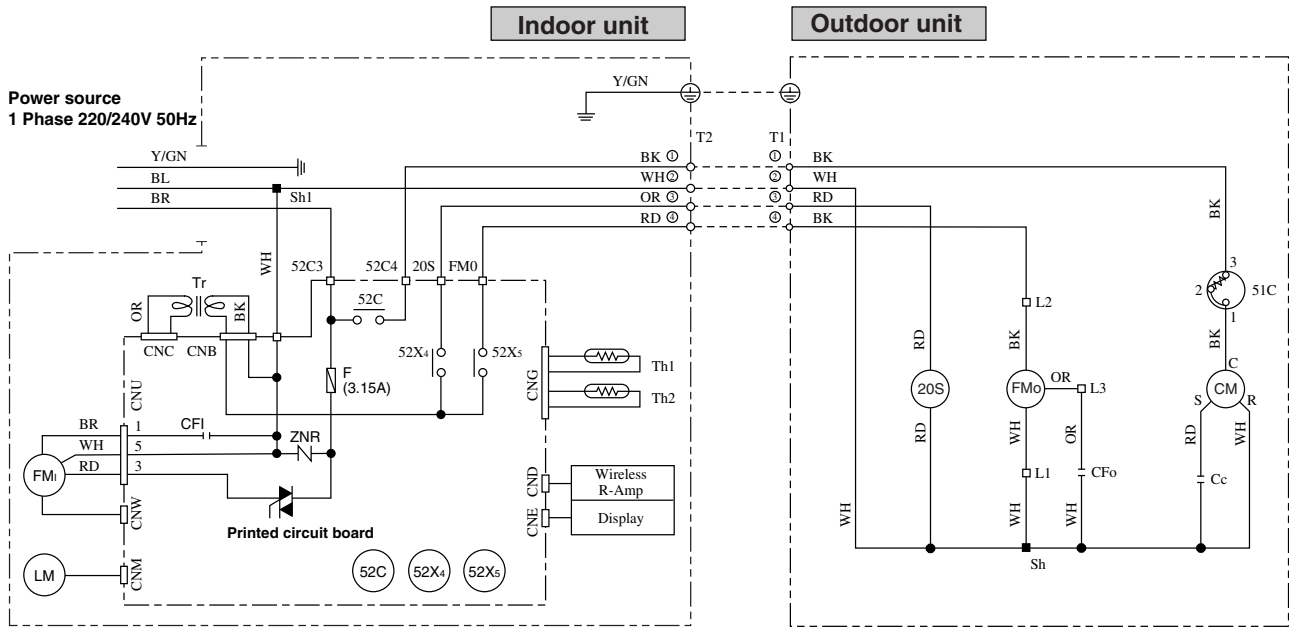 Indoor unit
Outdoor unit
Power source
1 Phase 220/240V 50Hz
Y/GN
Y/GN
BL
BR
Sh1
WH
T2
T1
BK ①
WH ②
OR ③
RD ④
① BK
② WH
③ RD
④ BK
52C3
52C4
20S
FM0
Tr
OR
BK
CNC
CNB
52C
52X4
52X5
F
(3.15A)
CNG
Th1
Th2
CNU
BR
1
CFI
WH
5
ZNR
RD
3
FMI
CNW
CND
Wireless
R-Amp
CNE
Display
Printed circuit board
LM
CNM
52C
52X4
52X5
BK
3
2
51C
1
L2
RD
BK
BK
C
20S
FMo
OR
L3
S
CM
R
RD
WH
OR
RD
WH
L1
CFo
Cc
WH
WH
WH
Sh